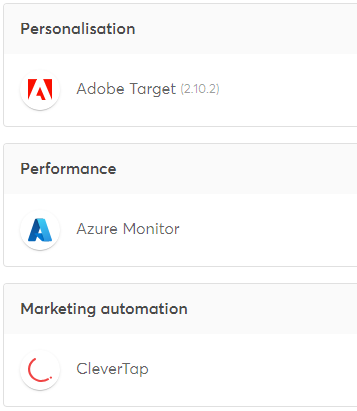 Personalisation
Adobe Target (2.10.2)
Performance
Azure Monitor
Marketing automation
CleverTap